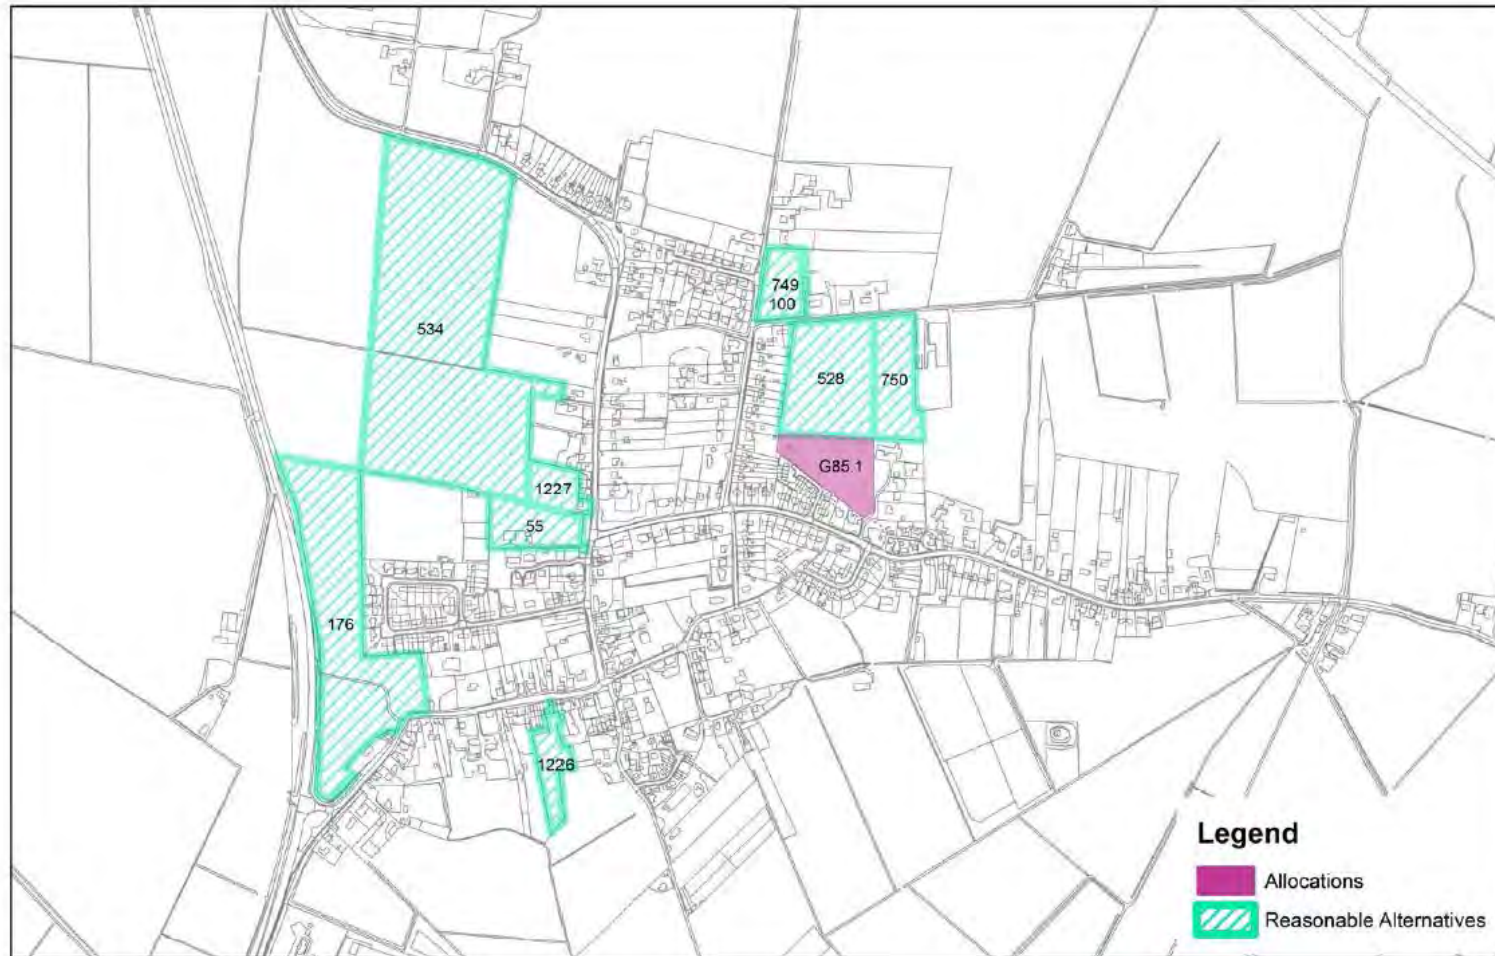 749
100
534
528
750
G85.1
1227
55
176
1226
Legend
Allocations
Reasonable Alternatives